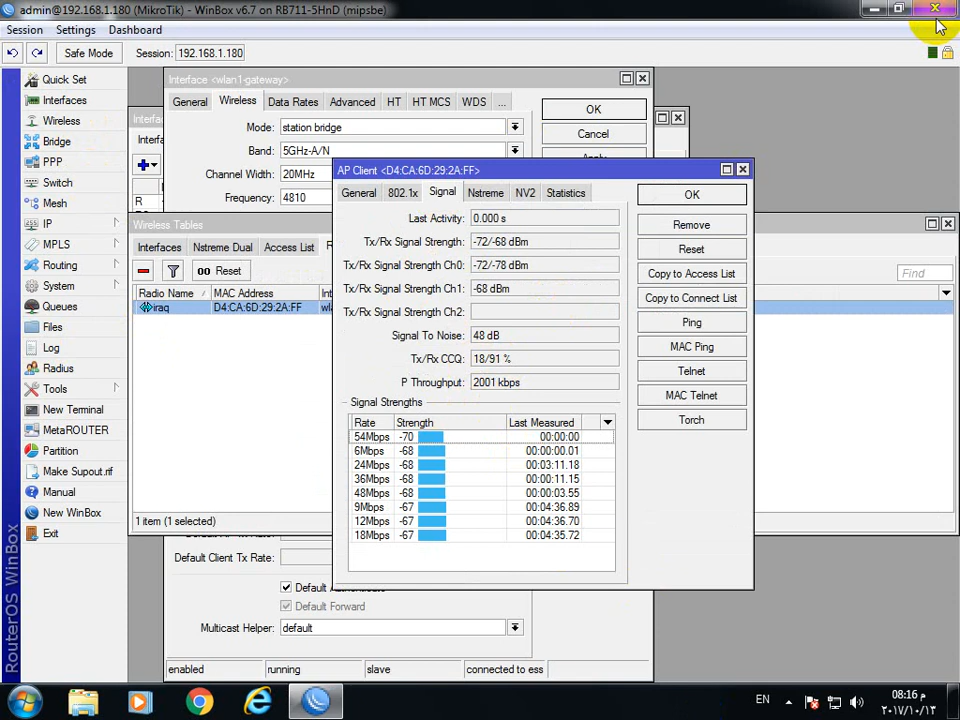 admin@192.168.1.180 (MikroTik) - WinBox v6.7 on RB711-5HnD (mipsbe)
Session Settings Dashboard
Safe Mode Session: 192.168.1.180
Quick Set
Interfaces
Wireless
Bridge
PPP
Switch
Mesh
IP
MPLS
Routing
System
Queues
Files
Log
Radius
Tools
New Terminal
MetaROUTER
Partition
Make Supout.rif
Manual
New WinBox
Exit
RouterOS WinBox
Interface <wlan1-gateway>
General Wireless Data Rates Advanced HT HT MCS WDS ...
Mode: station bridge
Band: 5GHz-A/N
Channel Width: 20MHz
Frequency: 4810
OK
Cancel
Wireless Tables
Interfaces Nstreme Dual Access List
Reset
Find
Radio Name MAC Address
iraq D4:CA:6D:29:2A:FF
1 item (1 selected)
AP Client <D4:CA:6D:29:2A:FF>
General 802.1x Signal Nstreme NV2 Statistics
Last Activity: 0.000 s
Tx/Rx Signal Strength: -72/-68 dBm
Tx/Rx Signal Strength Ch0: -72/-78 dBm
Tx/Rx Signal Strength Ch1: -68 dBm
Tx/Rx Signal Strength Ch2:
Signal To Noise: 48 dB
Tx/Rx CCQ: 18/91 %
P Throughput: 2001 kbps
Signal Strengths
Rate Strength Last Measured
54Mbps -70 00:00:00
6Mbps -68 00:00:00.01
24Mbps -68 00:03:11.18
36Mbps -68 00:00:11.15
48Mbps -68 00:00:03.55
9Mbps -67 00:04:36.89
12Mbps -67 00:04:36.70
18Mbps -67 00:04:35.72
OK
Remove
Reset
Copy to Access List
Copy to Connect List
Ping
MAC Ping
Telnet
MAC Telnet
Torch
Default Client Tx Rate:
Default Forward
Multicast Helper: default
enabled running slave connected to ess
EN
08:16 م
٢٠١٧/١٠/١٣